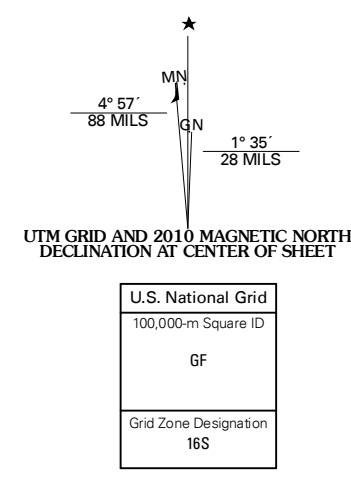 MN
4° 57´
88 MILS
GN
1° 35´
28 MILS
UTM GRID AND 2010 MAGNETIC NORTH
DECLINATION AT CENTER OF SHEET
U.S. National Grid
100,000-m Square ID
GF
Grid Zone Designation
16S